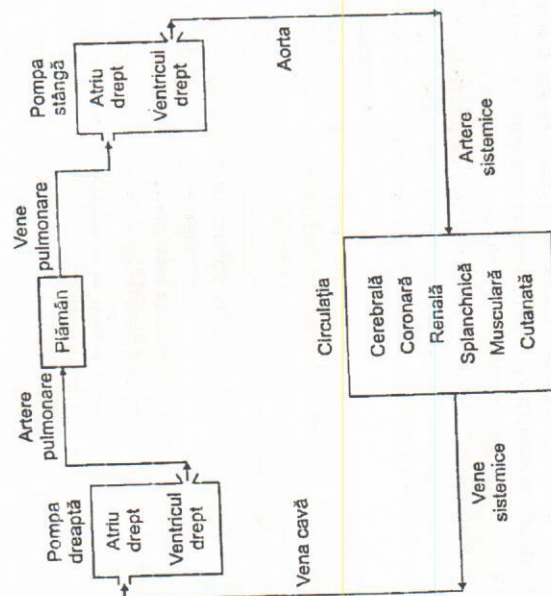 Pompa
dreaptă
Atriu
drept
Ventricul
drept
Artere
pulmonare
Plămân
Vene
pulmonare
Pompa
stângă
Atriu
drept
Ventricul
drept
Vena cavă
Aorta
Circulaţia
Cerebrală
Coronară
Renală
Splanchnică
Musculară
Cutanată
Vene
sistemice
Artere
sistemice